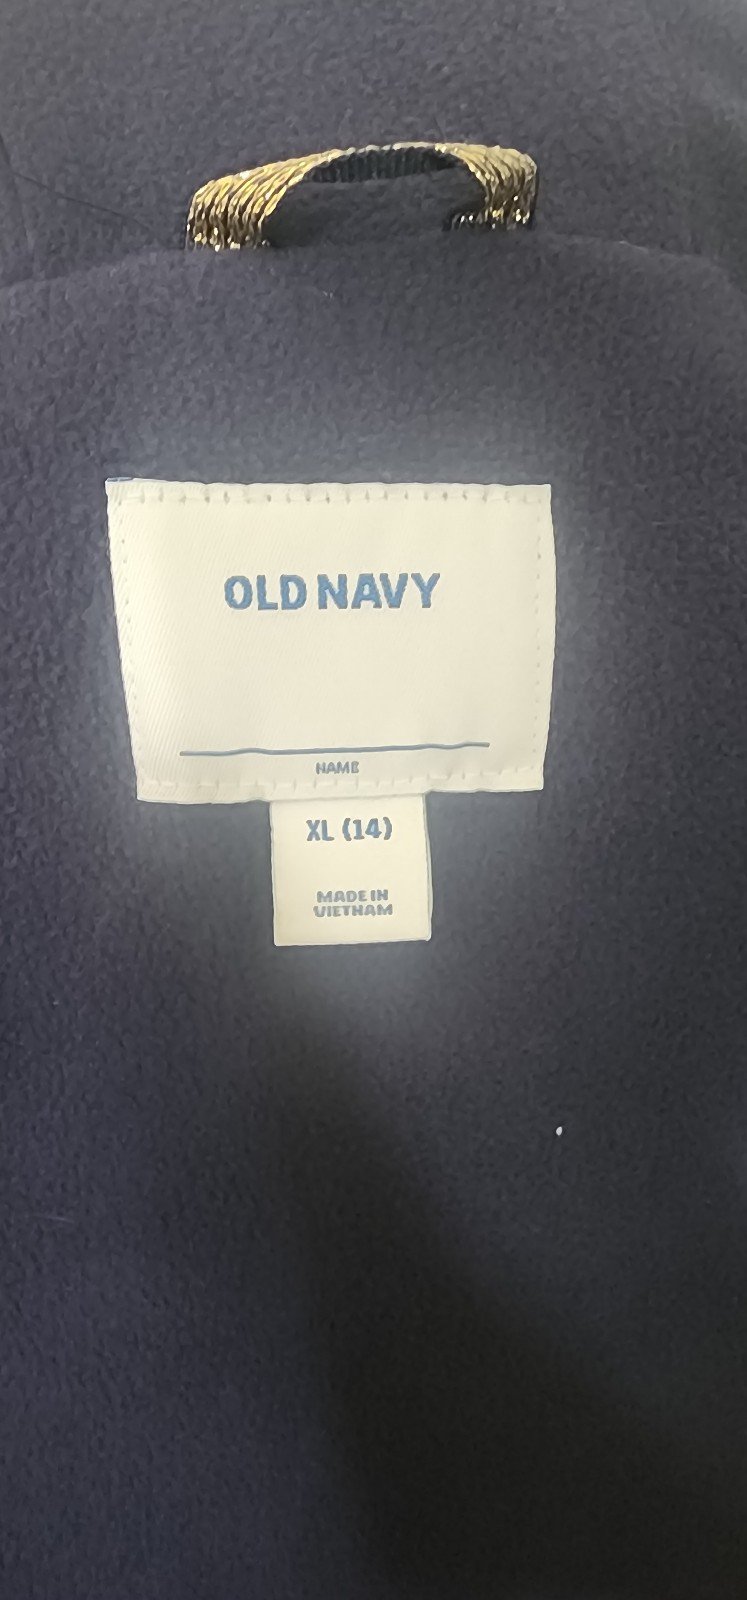 OLD NAVY
NAME
XL (14)
MADE IN
VIETNAM